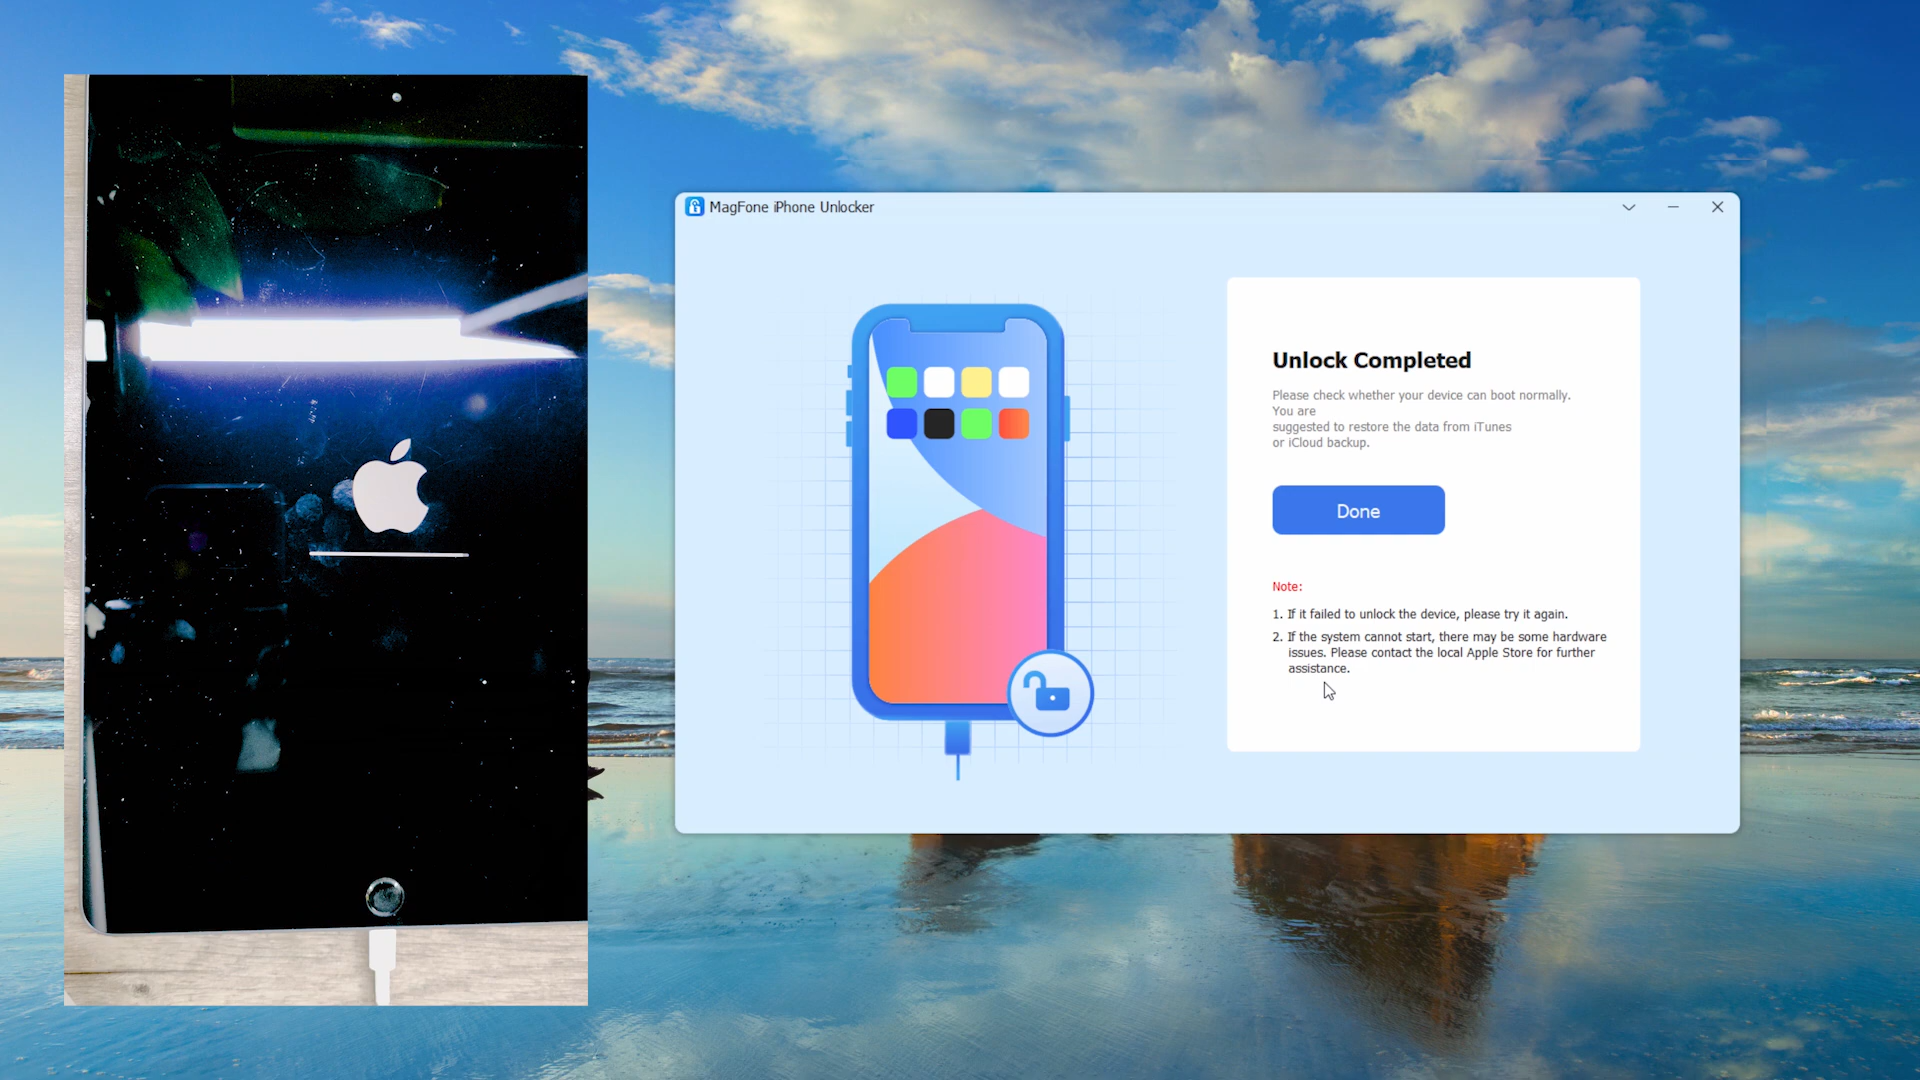 MagFone iPhone Unlocker
Unlock Completed
Please check whether your device can boot normally.
You are
suggested to restore the data from iTunes
or iCloud backup.
Done
Note:
1. If it failed to unlock the device, please try it again.
2. If the system cannot start, there may be some hardware
issues. Please contact the local Apple Store for further
assistance.